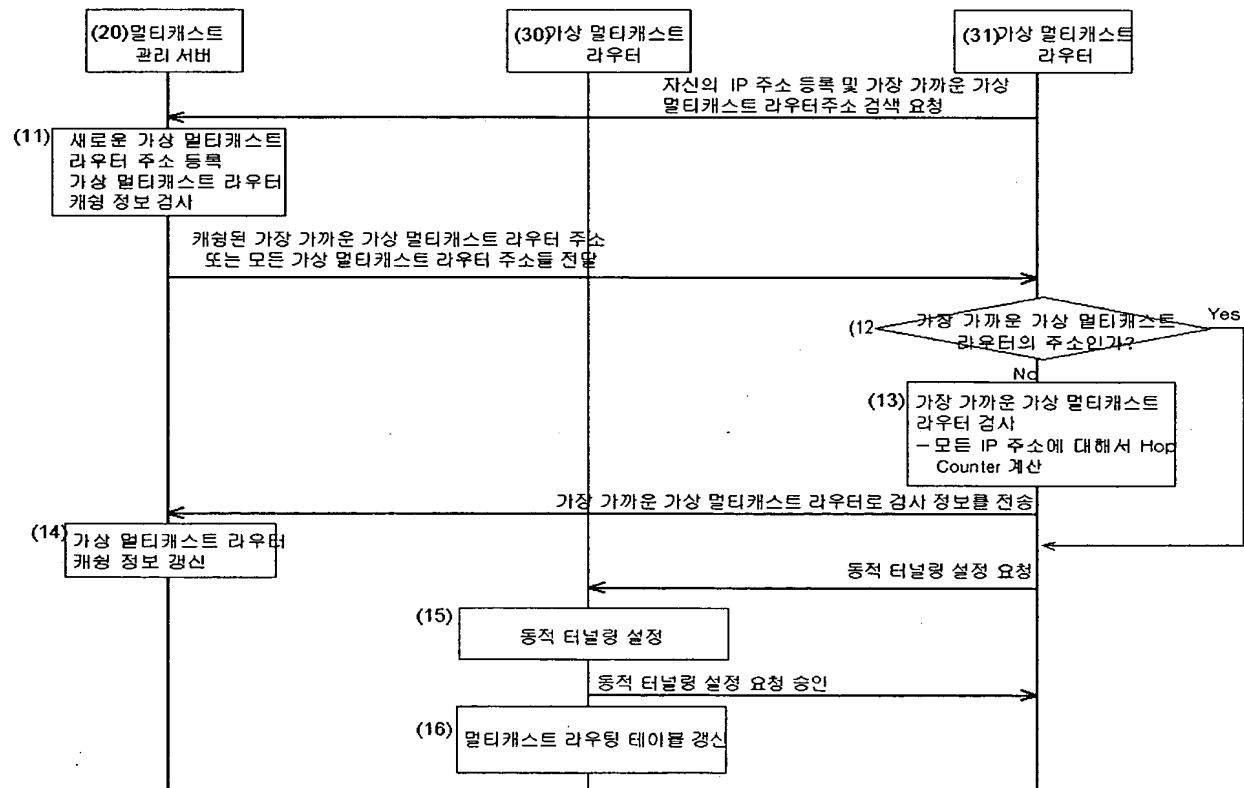 (20)멀티캐스트
관리 서버
(30)가상 멀티캐스트
라우터
(31)가상 멀티캐스트
라우터
자신의 IP 주소 등록 및 가장 가까운 가상
멀티캐스트 라우터주소 검색 요청
(11) 새로운 가상 멀티캐스트
라우터 주소 등록
가상 멀티캐스트 라우터
캐슁 정보 검사
캐슁된 가장 가까운 가상 멀티캐스트 라우터 주소
또는 모든 가상 멀티캐스트 라우터 주소들 전달
(12 가장 가까운 가상 멀티캐스트
라우터의 주소인가?
Yes
No
(13) 가장 가까운 가상 멀티캐스트
라우터 검사
– 모든 IP 주소에 대해서 Hop
Counter 계산
가장 가까운 가상 멀티캐스트 라우터로 검사 정보를 전송
(14) 가상 멀티캐스트 라우터
캐슁 정보 갱신
동적 터널링 설정 요청
(15) 동적 터널링 설정
동적 터널링 설정 요청 승인
(16) 멀티캐스트 라우팅 테이블 갱신